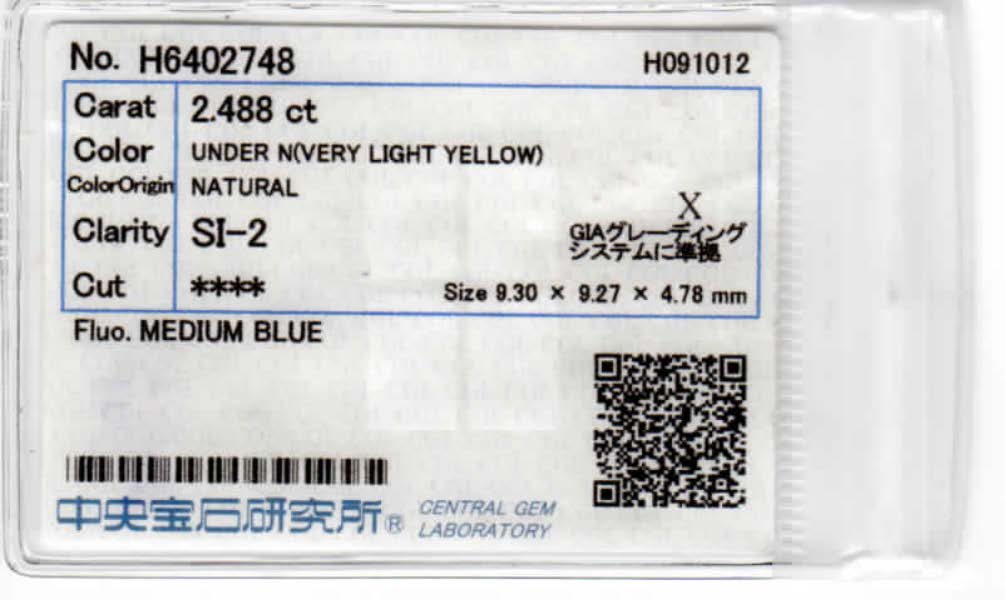 No. H6402748 H091012
Carat 2.488 ct
Color UNDER N(VERY LIGHT YELLOW)
ColorOrigin NATURAL
X
Clarity SI-2 GIAグレーディング
システムに準拠
Cut **** Size 9.30 × 9.27 × 4.78 mm
Fluo. MEDIUM BLUE
中央宝石研究所® CENTRAL GEM
LABORATORY